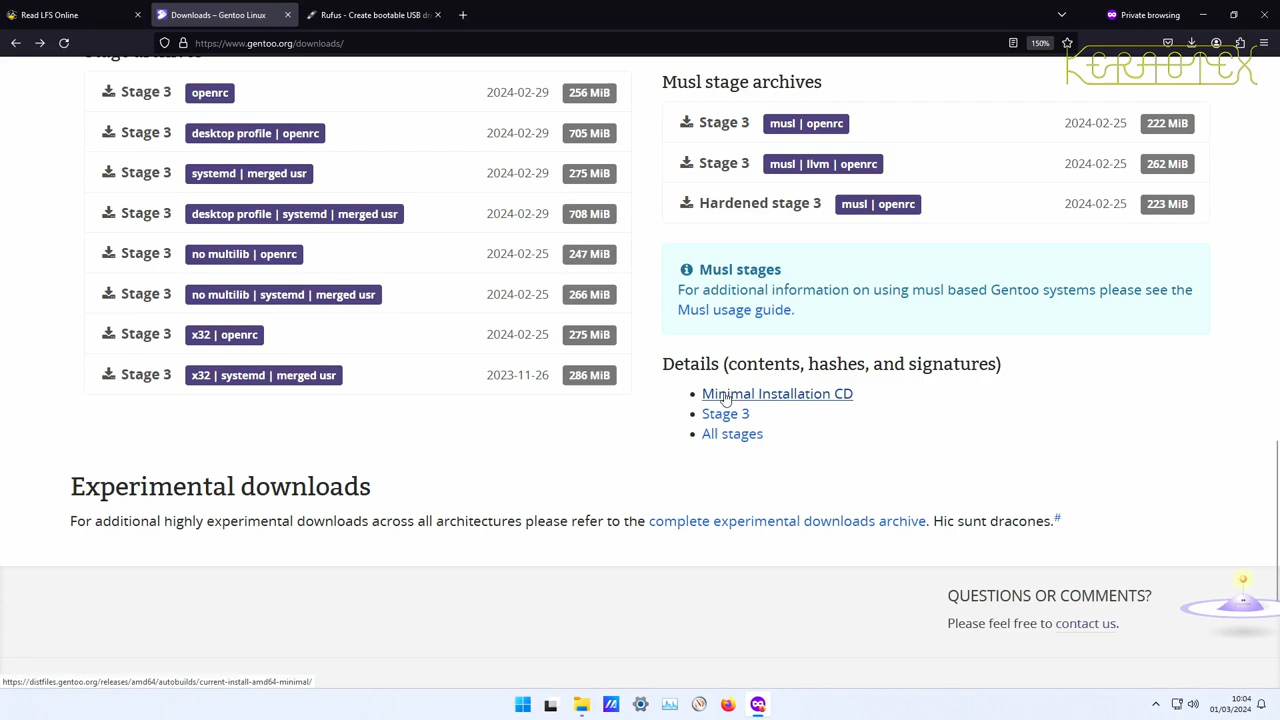 Read LFS Online
Downloads – Gentoo Linux
Rufus - Create bootable USB dri
Private browsing
https://www.gentoo.org/downloads/
150%
KERNOTEX
Stage archives
Stage 3 openrc 2024-02-29 256 MiB
Stage 3 desktop profile | openrc 2024-02-29 705 MiB
Stage 3 systemd | merged usr 2024-02-29 275 MiB
Stage 3 desktop profile | systemd | merged usr 2024-02-29 708 MiB
Stage 3 no multilib | openrc 2024-02-25 247 MiB
Stage 3 no multilib | systemd | merged usr 2024-02-25 266 MiB
Stage 3 x32 | openrc 2024-02-25 275 MiB
Stage 3 x32 | systemd | merged usr 2023-11-26 286 MiB
Musl stage archives
Stage 3 musl | openrc 2024-02-25 222 MiB
Stage 3 musl | llvm | openrc 2024-02-25 262 MiB
Hardened stage 3 musl | openrc 2024-02-25 223 MiB
Musl stages
For additional information on using musl based Gentoo systems please see the
Musl usage guide.
Details (contents, hashes, and signatures)
Minimal Installation CD
Stage 3
All stages
Experimental downloads
For additional highly experimental downloads across all architectures please refer to the complete experimental downloads archive. Hic sunt dracones.#
QUESTIONS OR COMMENTS?
Please feel free to contact us.
https://distfiles.gentoo.org/releases/amd64/autobuilds/current-install-amd64-minimal/
10:04
01/03/2024